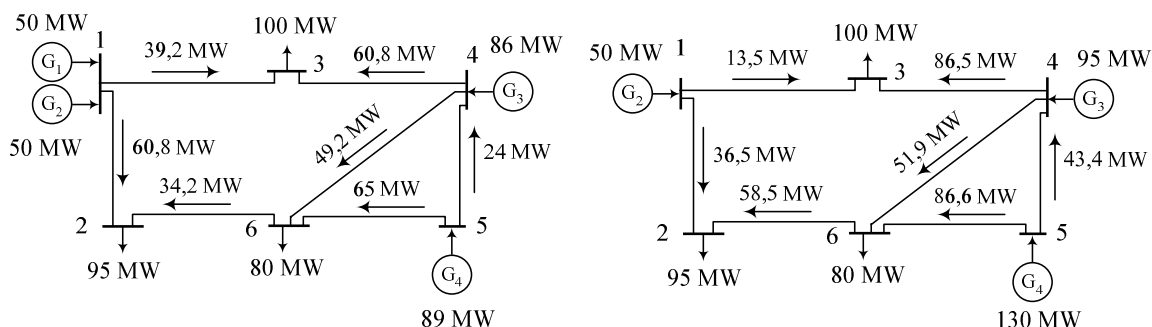 50 MW
1
G1
G2
50 MW
39,2 MW
100 MW
3
60,8 MW
4
86 MW
G3
60,8 MW
49,2 MW
24 MW
34,2 MW
65 MW
2
95 MW
6
80 MW
5
G4
89 MW
50 MW
1
G2
13,5 MW
100 MW
3
86,5 MW
4
95 MW
G3
36,5 MW
51,9 MW
43,4 MW
58,5 MW
86,6 MW
2
95 MW
6
80 MW
5
G4
130 MW